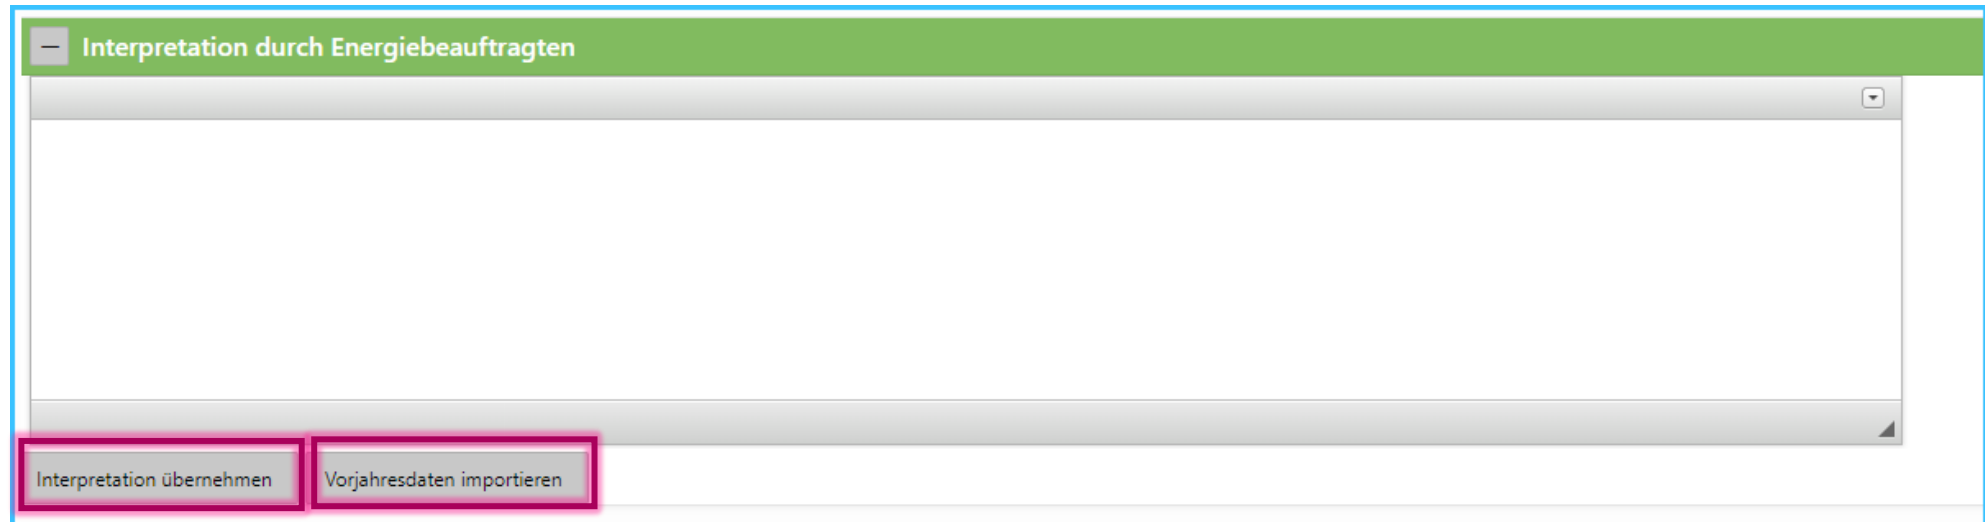 Interpretation durch Energiebeauftragten
Interpretation übernehmen
Vorjahresdaten importieren